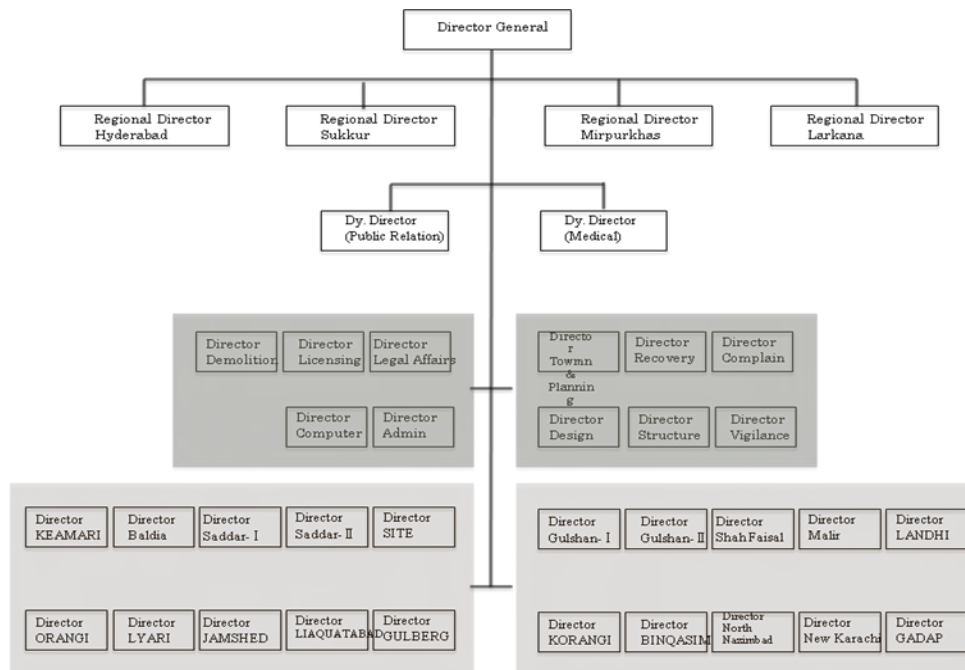 Director General
Regional Director
Hyderabad
Regional Director
Sukkur
Regional Director
Mirpurkhas
Regional Director
Larkana
Dy. Director
(Public Relation)
Dy. Director
(Medical)
Director
Demolition
Director
Licensing
Director
Legal Affairs
Director
Computer
Director
Admin
Directo
r
Towmn
&
Plannin
g
Director
Recovery
Director
Complain
Director
Design
Director
Structure
Director
Vigilance
Director
KEAMARI
Director
Baldia
Director
Saddar- I
Director
Saddar- II
Director
SITE
Director
ORANGI
Director
LYARI
Director
JAMSHED
Director
LIAQUATABAD
Director
GULBERG
Director
Gulshan- I
Director
Gulshan- II
Director
Shah Faisal
Director
Malir
Director
LANDHI
Director
KORANGI
Director
BINQASIM
Director
North
Nazimbad
Director
New Karachi
Director
GADAP